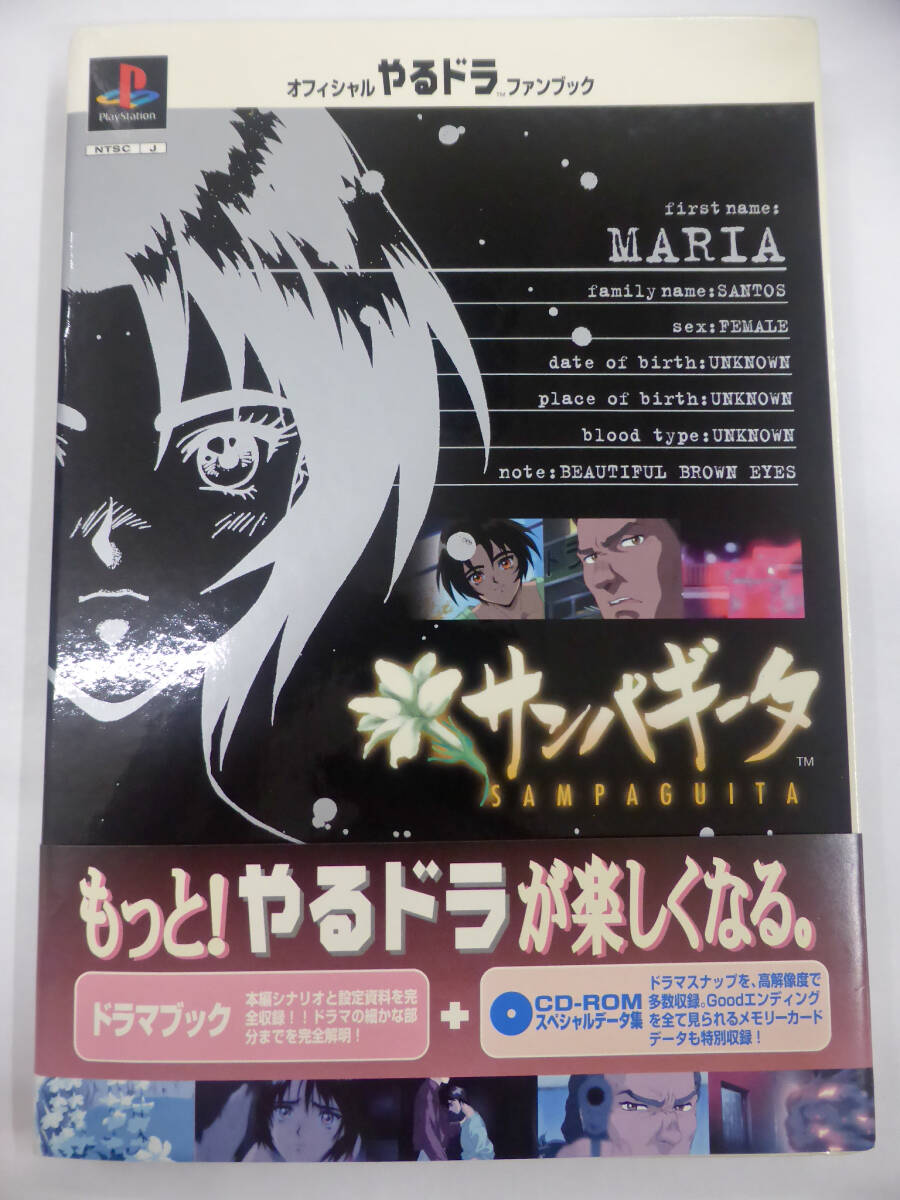 PlayStation
NTSC J
オフィシャル やるドラ™ ファンブック
first name:
MARIA
family name:SANTOS
sex:FEMALE
date of birth:UNKNOWN
place of birth:UNKNOWN
blood type:UNKNOWN
note:BEAUTIFUL BROWN EYES
ドラ
サンパギータ™
SAMPAGUITA
もっと!やるドラが楽しくなる。
ドラマブック
本編シナリオと設定資料を完
全収録!!ドラマの細かな部
分までを完全解明!
+
CD-ROM
スペシャルデータ集
ドラマスナップを、高解像度で
多数収録。Goodエンディング
を全て見られるメモリーカード
データも特別収録!